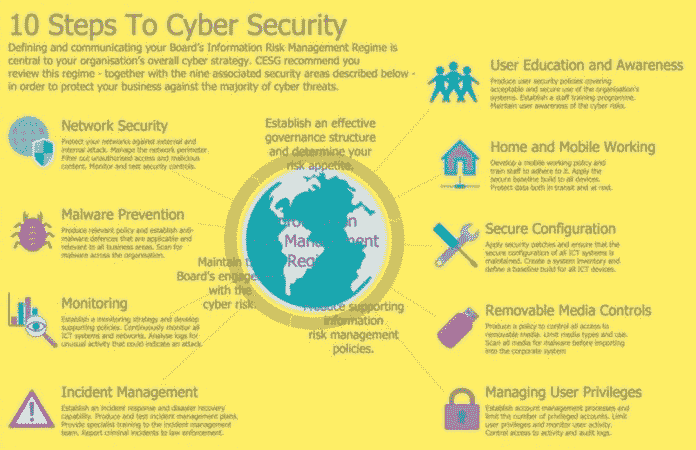 10 Steps To Cyber Security
Defining and communicating your Board's Information Risk Management Regime is
central to your organisation's overall cyber strategy. CESG recommend you
review this regime - together with the nine associated security areas described below -
in order to protect your business against the majority of cyber threats.
Network Security
Protect your networks against external and
internal attack. Manage the network perimeter.
Filter out unauthorised access and malicious
content. Monitor and test security controls.
Malware Prevention
Produce relevant policy and establish anti-
malware defences that are applicable and
relevant to all business areas. Scan for
malware across the organisation.
Monitoring
Establish a monitoring strategy and develop
supporting policies. Continuously monitor all
ICT systems and networks. Analyse logs for
unusual activity that could indicate an attack.
Incident Management
Establish an incident response and disaster recovery
capability. Produce and test incident management plans.
Provide specialist training to the incident management
team. Report criminal incidents to law enforcement.
Establish an effective
governance structure
and determine your
risk appetite.
Management
Maintain
Board's
with the
cyber risk.
supporting
information
risk management
policies.
User Education and Awareness
Produce user security policies covering
acceptable and secure use of the organisation's
systems. Establish a staff training programme.
Maintain user awareness of the cyber risks.
Home and Mobile Working
Develop a mobile working policy and
train staff to adhere to it. Apply the
secure baseline build to all devices.
Protect data both in transit and at rest.
Secure Configuration
Apply security patches and ensure that the
secure configuration of all ICT systems is
maintained. Create a system inventory and
define a baseline build for all ICT devices.
Removable Media Controls
Produce a policy to control all access to
removable media. Limit media types and use.
Scan all media for malware before importing
into the corporate system
Managing User Privileges
Establish account management processes and
limit the number of privileged accounts. Limit
user privileges and monitor user activity.
Control access to activity and audit logs.